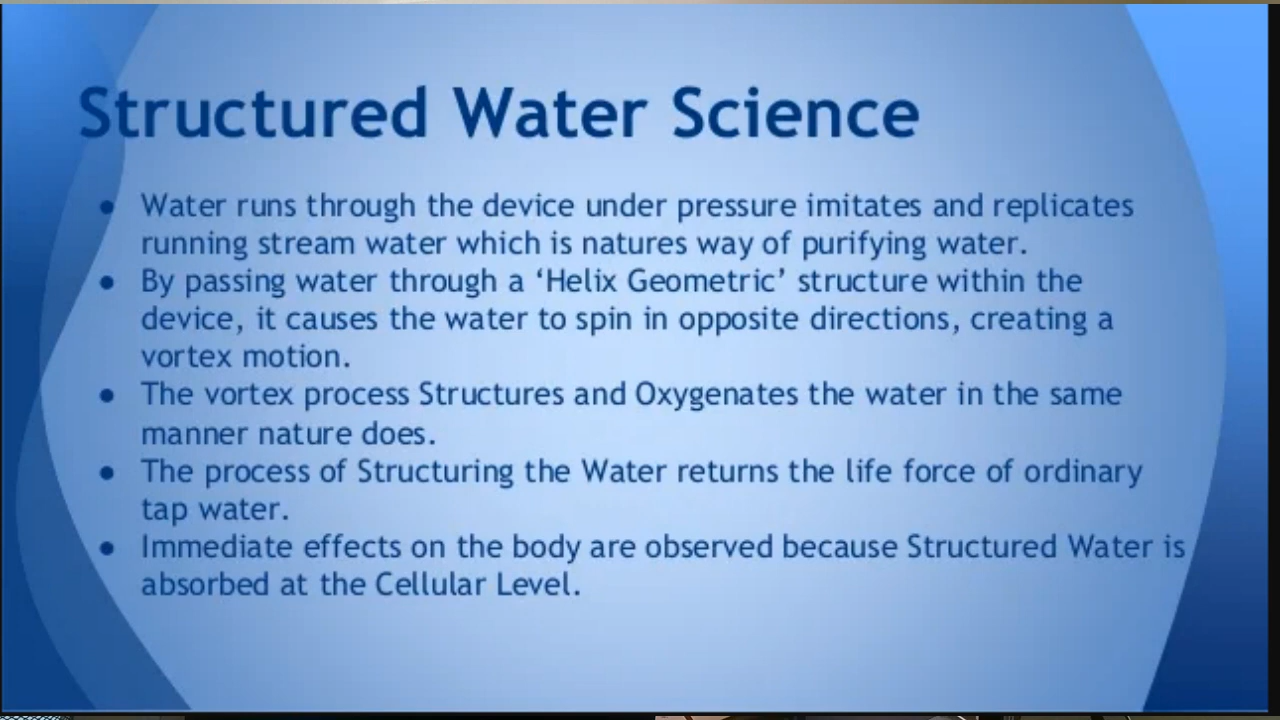 Structured Water Science
● Water runs through the device under pressure imitates and replicates
running stream water which is natures way of purifying water.
● By passing water through a ‘Helix Geometric’ structure within the
device, it causes the water to spin in opposite directions, creating a
vortex motion.
● The vortex process Structures and Oxygenates the water in the same
manner nature does.
● The process of Structuring the Water returns the life force of ordinary
tap water.
● Immediate effects on the body are observed because Structured Water is
absorbed at the Cellular Level.